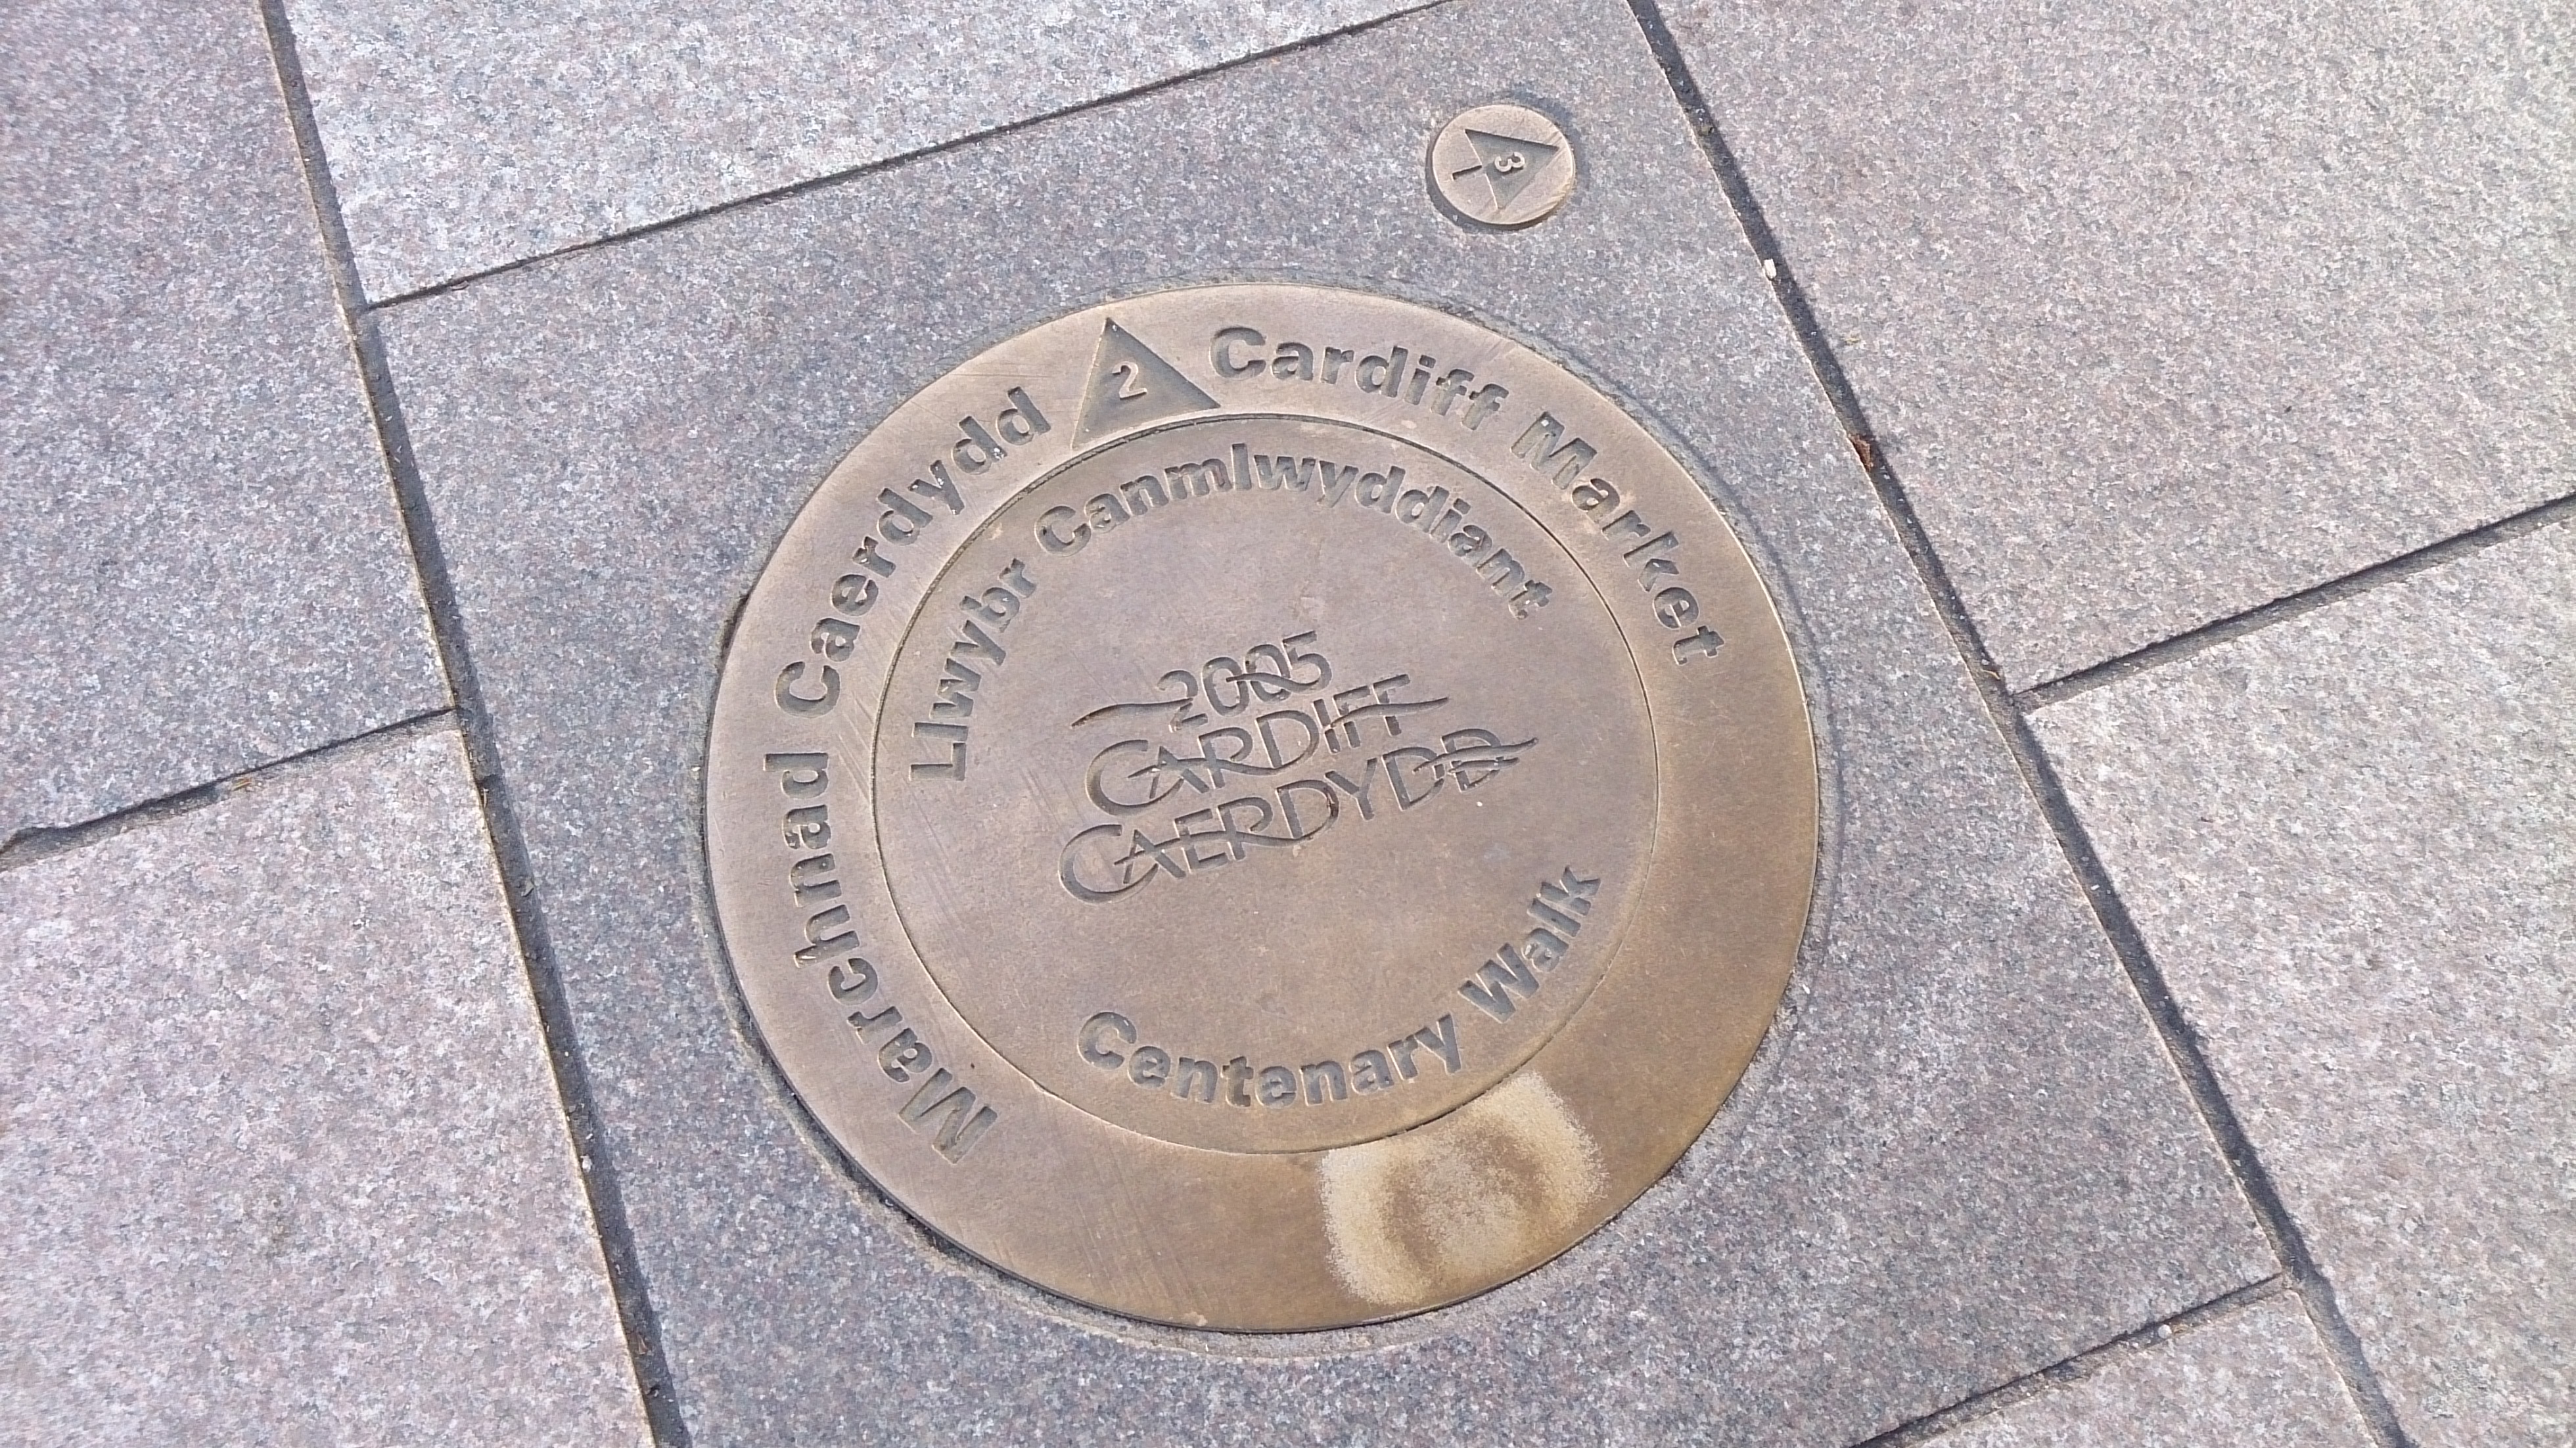 3
Marchnad Caerdydd 2 Cardiff Market
Llwybr Canmlwyddiant
2005
CARDIFF
CAERDYDD
Centenary Walk